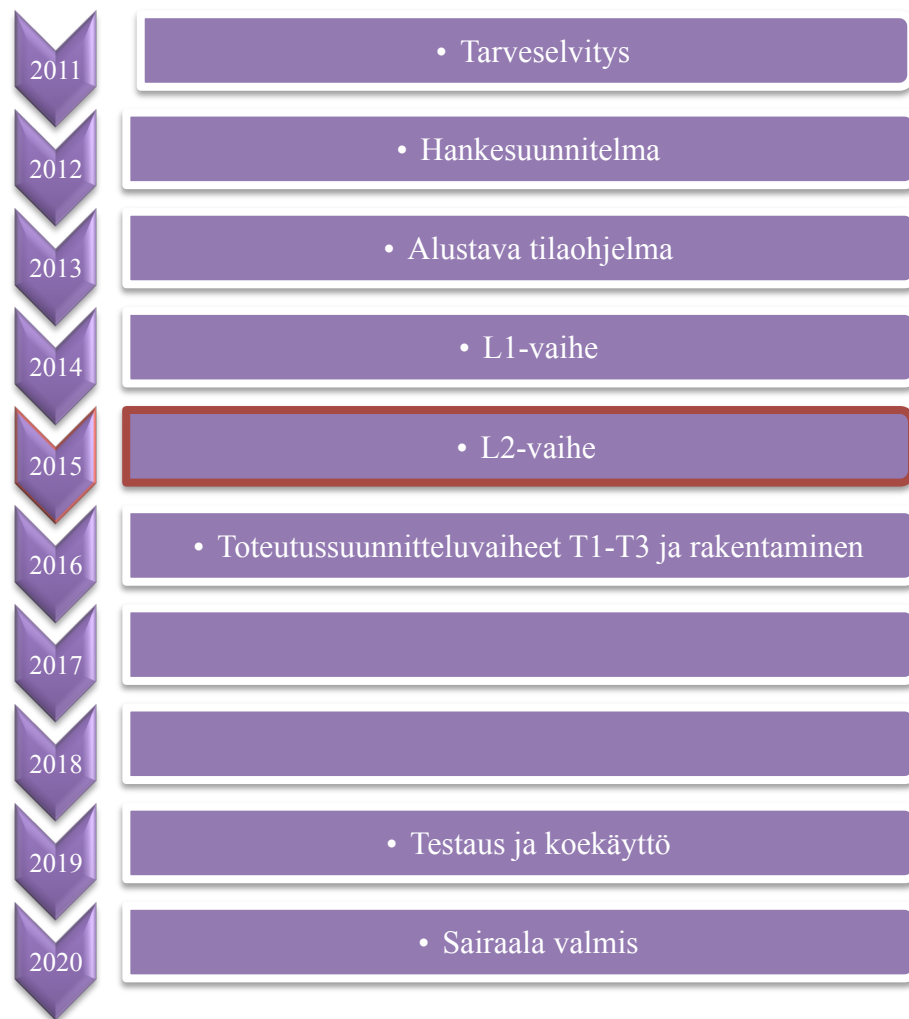 2011
• Tarveselvitys
2012
• Hankesuunnitelma
2013
• Alustava tilaohjelma
2014
• L1-vaihe
2015
• L2-vaihe
2016
• Toteutussuunnitteluvaiheet T1-T3 ja rakentaminen
2017
2018
2019
• Testaus ja koekäyttö
2020
• Sairaala valmis